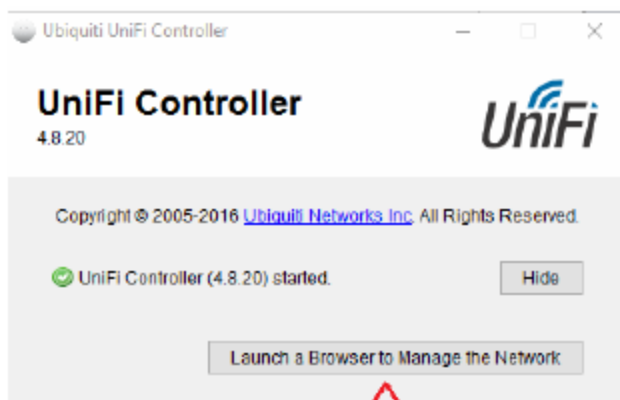 Ubiquiti UniFi Controller
UniFi Controller
4.8.20
UniFi
Copyright © 2005-2016 Ubiquiti Networks Inc. All Rights Reserved.
UniFi Controller (4.8.20) started.
Hide
Launch a Browser to Manage the Network